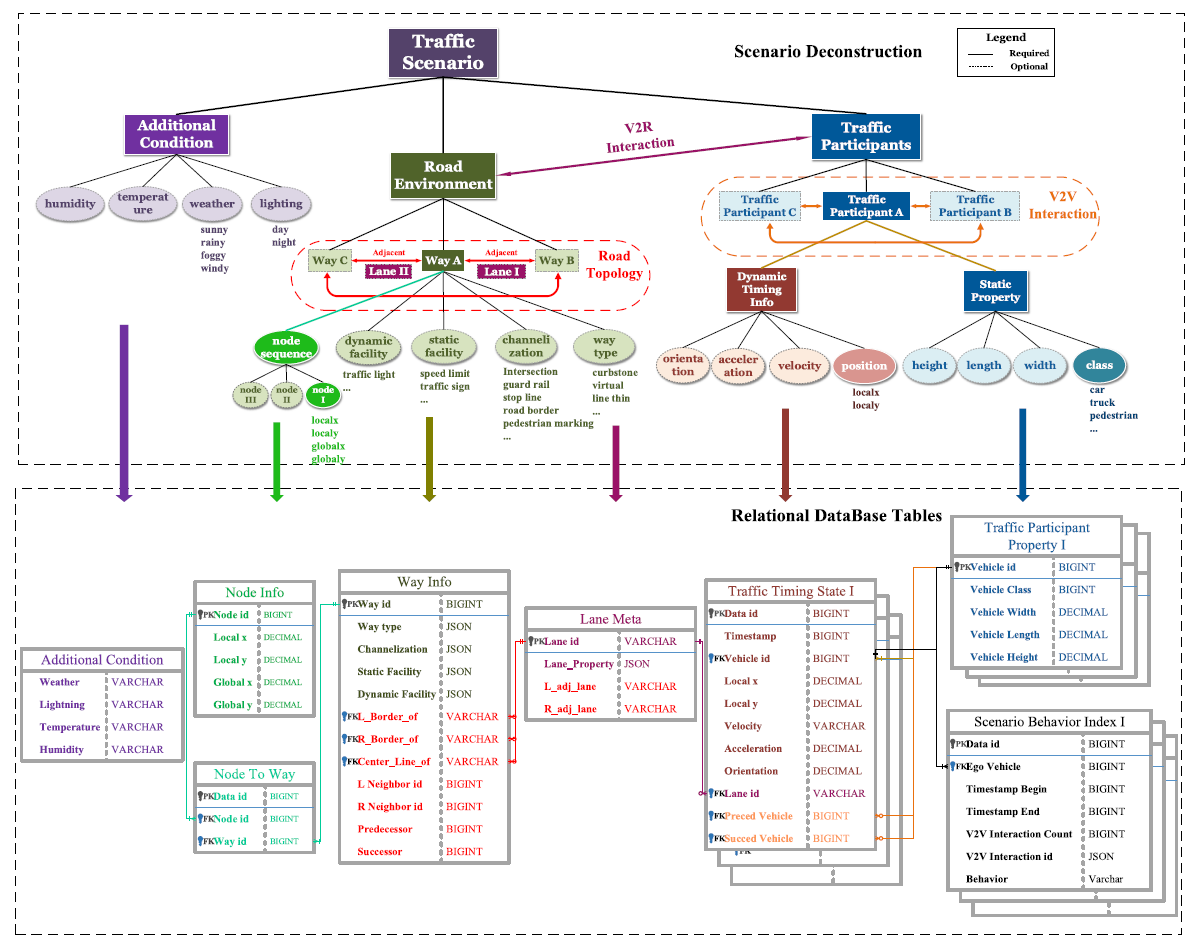 Traffic
Scenario
Scenario Deconstruction
Legend
Required
Optional
Additional
Condition
V2R
Interaction
Traffic
Participants
Road
Environment
humidity
temperat
ure
weather
lighting
sunny
rainy
foggy
windy
day
night
Traffic
Participant C
Traffic
Participant A
Traffic
Participant B
V2V
Interaction
Way C
Adjacent
Lane II
Way A
Adjacent
Lane I
Way B
Road
Topology
Dynamic
Timing
Info
Static
Property
node
sequence
dynamic
facility
static
facility
channeli
zation
way
type
traffic light
...
speed limit
traffic sign
...
Intersection
guard rail
stop line
road border
pedestrian marking
...
curbstone
virtual
line thin
...
node
III
node
II
node
I
localx
localy
globalx
globaly
orienta
tion
acceler
ation
velocity
position
localx
localy
height
length
width
class
car
truck
pedestrian
...
Relational DataBase Tables
Additional Condition
Weather VARCHAR
Lightning VARCHAR
Temperature VARCHAR
Humidity VARCHAR
Node Info
PK Node id BIGINT
Local x DECIMAL
Local y DECIMAL
Global x DECIMAL
Global y DECIMAL
Node To Way
PK Data id BIGINT
FK Node id BIGINT
FK Way id BIGINT
Way Info
PK Way id BIGINT
Way type JSON
Channelization JSON
Static Facility JSON
Dynamic Facility JSON
FK L_Border_of VARCHAR
FK R_Border_of VARCHAR
FK Center_Line_of VARCHAR
L Neighbor id BIGINT
R Neighbor id BIGINT
Predecessor BIGINT
Successor BIGINT
Lane Meta
PK Lane id VARCHAR
Lane_Property JSON
L_adj_lane VARCHAR
R_adj_lane VARCHAR
Traffic Timing State I
PK Data id BIGINT
Timestamp BIGINT
FK Vehicle id BIGINT
Local x DECIMAL
Local y DECIMAL
Velocity VARCHAR
Acceleration DECIMAL
Orientation DECIMAL
FK Lane id VARCHAR
FK Preced Vehicle BIGINT
FK Succeed Vehicle BIGINT
FK
Traffic Participant
Property I
PK Vehicle id BIGINT
Vehicle Class BIGINT
Vehicle Width DECIMAL
Vehicle Length DECIMAL
Vehicle Height DECIMAL
Scenario Behavior Index I
PK Data id BIGINT
FK Ego Vehicle BIGINT
Timestamp Begin BIGINT
Timestamp End BIGINT
V2V Interaction Count BIGINT
V2V Interaction id JSON
Behavior Varchar